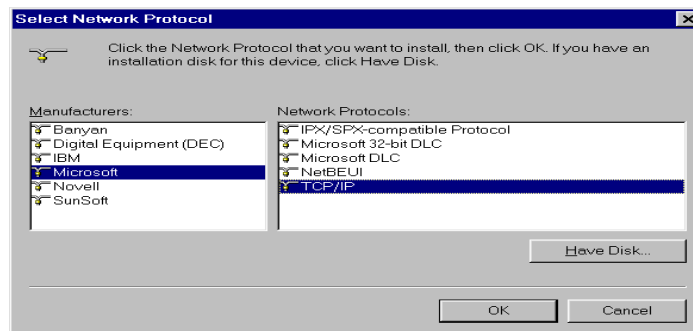 Select Network Protocol
Click the Network Protocol that you want to install, then click OK. If you have an
installation disk for this device, click Have Disk.
Manufacturers:
Banyan
Digital Equipment (DEC)
IBM
Microsoft
Novell
SunSoft
Network Protocols:
IPX/SPX-compatible Protocol
Microsoft 32-bit DLC
Microsoft DLC
NetBEUI
TCP/IP
Have Disk...
OK
Cancel